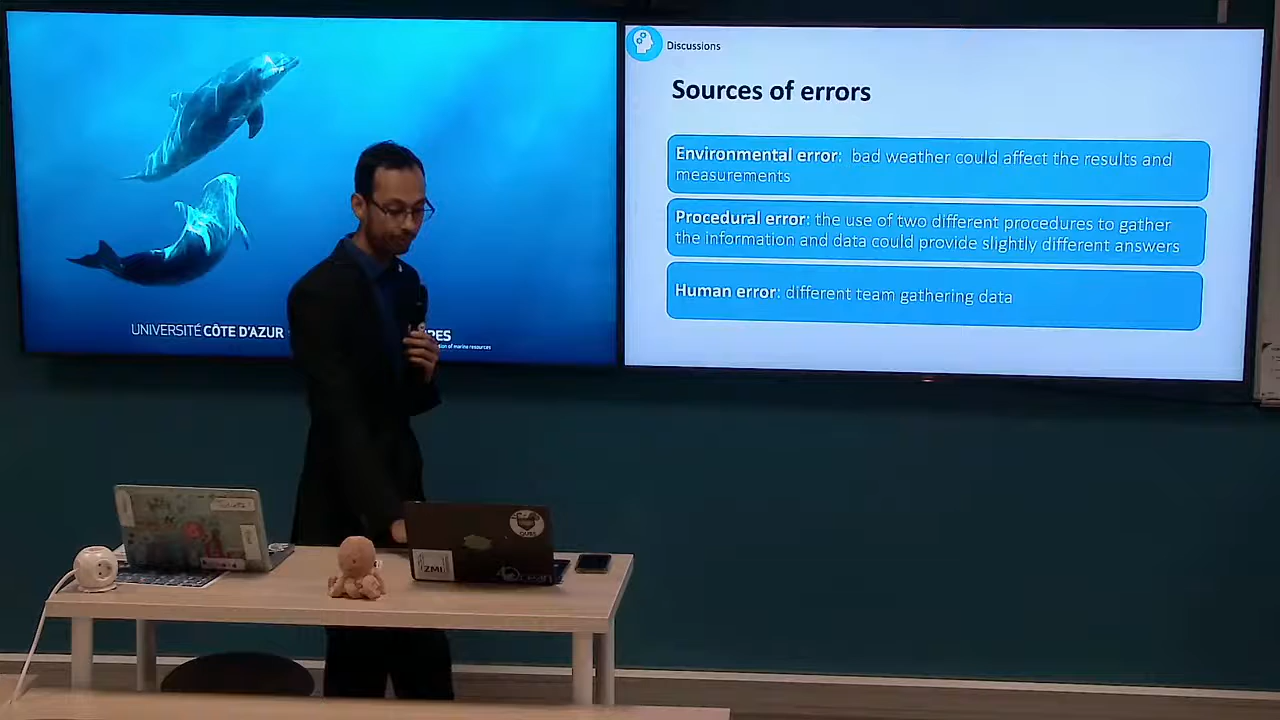 UNIVERSITÉ CÔTE D'AZUR
Discussions
Sources of errors
Environmental error: bad weather could affect the results and
measurements
Procedural error: the use of two different procedures to gather
the information and data could provide slightly different answers
Human error: different team gathering data
ZMI